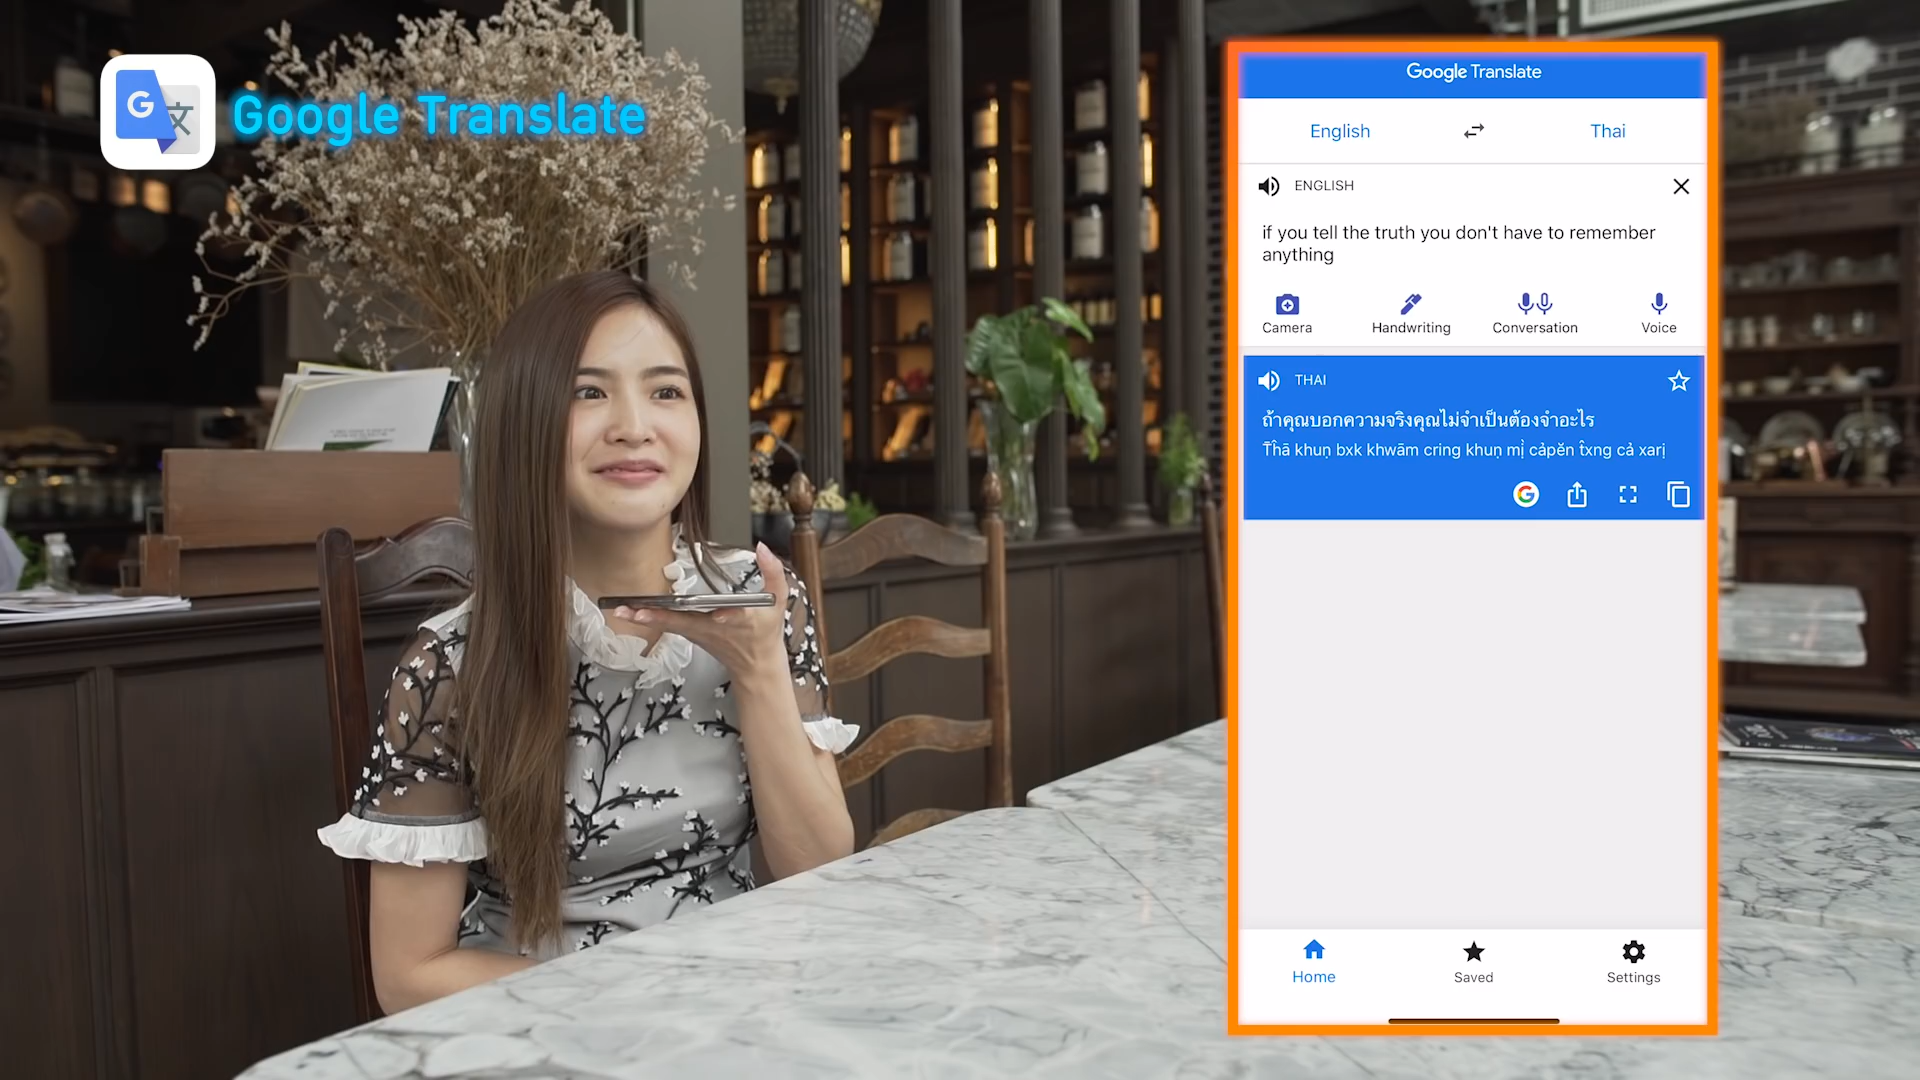 G 文
Google Translate
Google Translate
English
Thai
ENGLISH
if you tell the truth you don't have to remember
anything
Camera
Handwriting
Conversation
Voice
THAI
ถ้าคุณบอกความจริงคุณไม่จำเป็นต้องจำอะไร
T̄ĥā khuṇ bxk khwām cring khuṇ mị̀ cảpĕn t̂xng cả xarị
G
Home
Saved
Settings